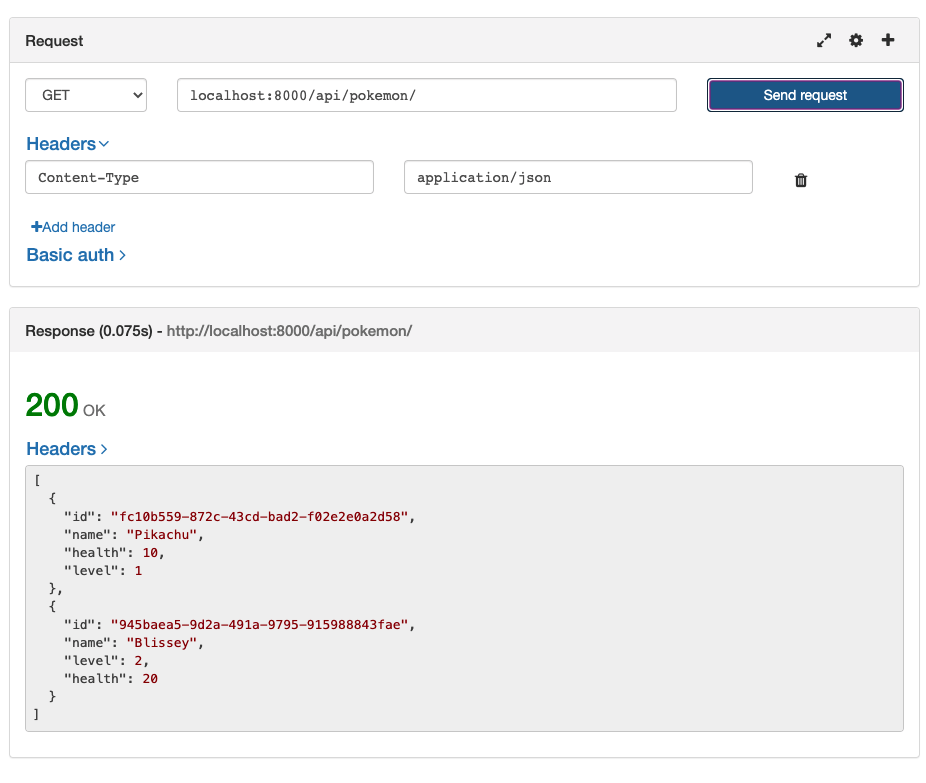 Request
GET
localhost:8000/api/pokemon/
Send request
Headers
Content-Type
application/json
Add header
Basic auth
Response (0.075s) - http://localhost:8000/api/pokemon/
200 OK
Headers
[
  {
    "id": "fc10b559-872c-43cd-bad2-f02e2e0a2d58",
    "name": "Pikachu",
    "health": 10,
    "level": 1
  },
  {
    "id": "945baea5-9d2a-491a-9795-915988843fae",
    "name": "Blissey",
    "level": 2,
    "health": 20
  }
]